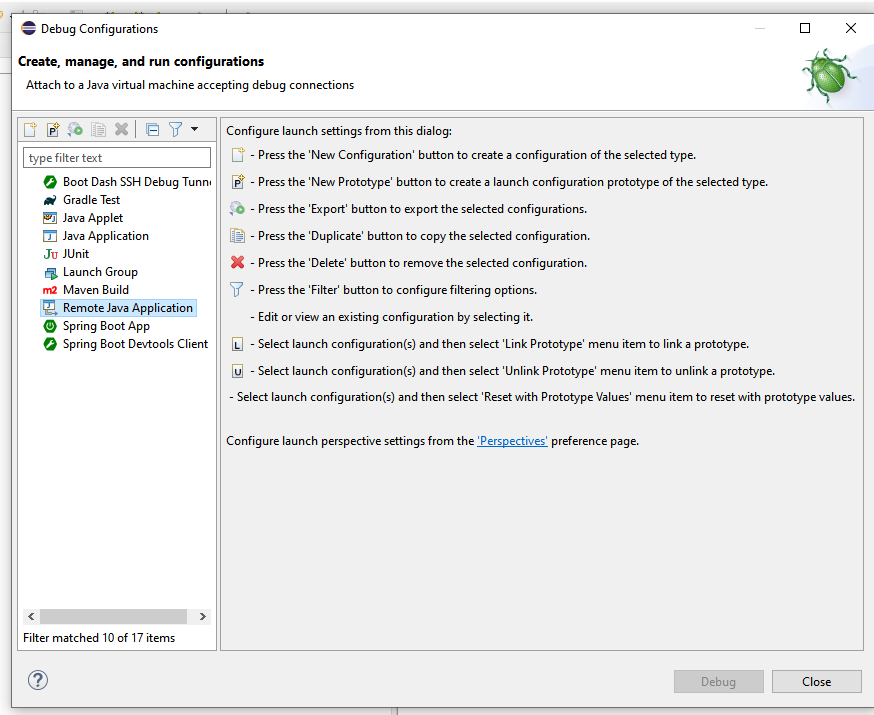 Debug Configurations
Create, manage, and run configurations
Attach to a Java virtual machine accepting debug connections
type filter text
Boot Dash SSH Debug Tunne
Gradle Test
Java Applet
Java Application
Ju JUnit
Launch Group
m2 Maven Build
Remote Java Application
Spring Boot App
Spring Boot Devtools Client
Filter matched 10 of 17 items
Configure launch settings from this dialog:
- Press the 'New Configuration' button to create a configuration of the selected type.
P - Press the 'New Prototype' button to create a launch configuration prototype of the selected type.
- Press the 'Export' button to export the selected configurations.
- Press the 'Duplicate' button to copy the selected configuration.
- Press the 'Delete' button to remove the selected configuration.
- Press the 'Filter' button to configure filtering options.
- Edit or view an existing configuration by selecting it.
L - Select launch configuration(s) and then select 'Link Prototype' menu item to link a prototype.
U - Select launch configuration(s) and then select 'Unlink Prototype' menu item to unlink a prototype.
- Select launch configuration(s) and then select 'Reset with Prototype Values' menu item to reset with prototype values.
Configure launch perspective settings from the 'Perspectives' preference page.
?
Debug
Close